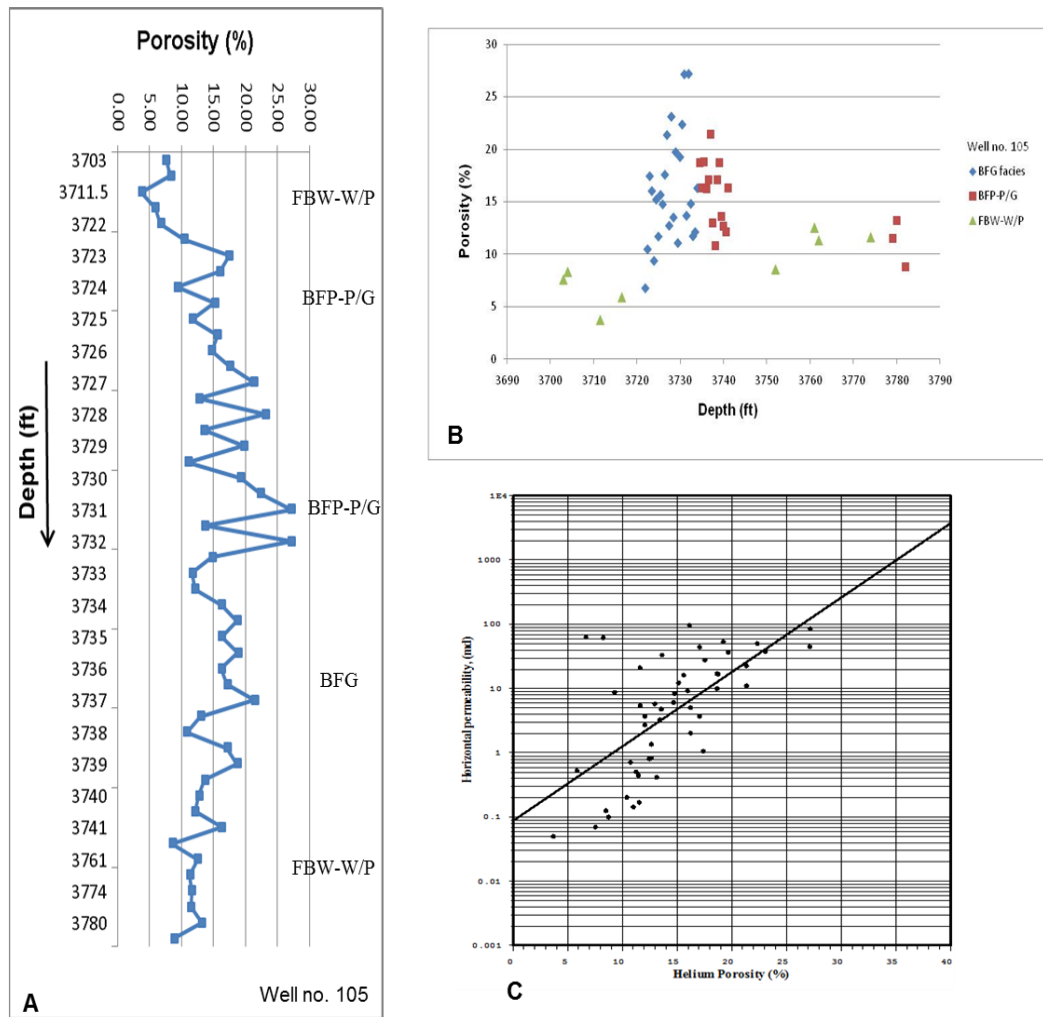 Porosity (%)
0.00
5.00
10.00
15.00
20.00
25.00
30.00
3703
3711.5
3722
3723
3724
3725
3726
3727
3728
3729
3730
3731
3732
3733
3734
3735
3736
3737
3738
3739
3740
3741
3761
3774
3780
Depth (ft)
FBW-W/P
BFP-P/G
BFP-P/G
BFG
FBW-W/P
A
Well no. 105
30
25
20
15
10
5
0
Porosity (%)
3690 3700 3710 3720 3730 3740 3750 3760 3770 3780 3790
Depth (ft)
Well no. 105
BFG facies
BFP-P/G
FBW-W/P
B
1E4
1000
100
10
1
0.1
0.01
0.001
Horizontal permeability, (md)
0 5 10 15 20 25 30 35 40
Helium Porosity (%)
C